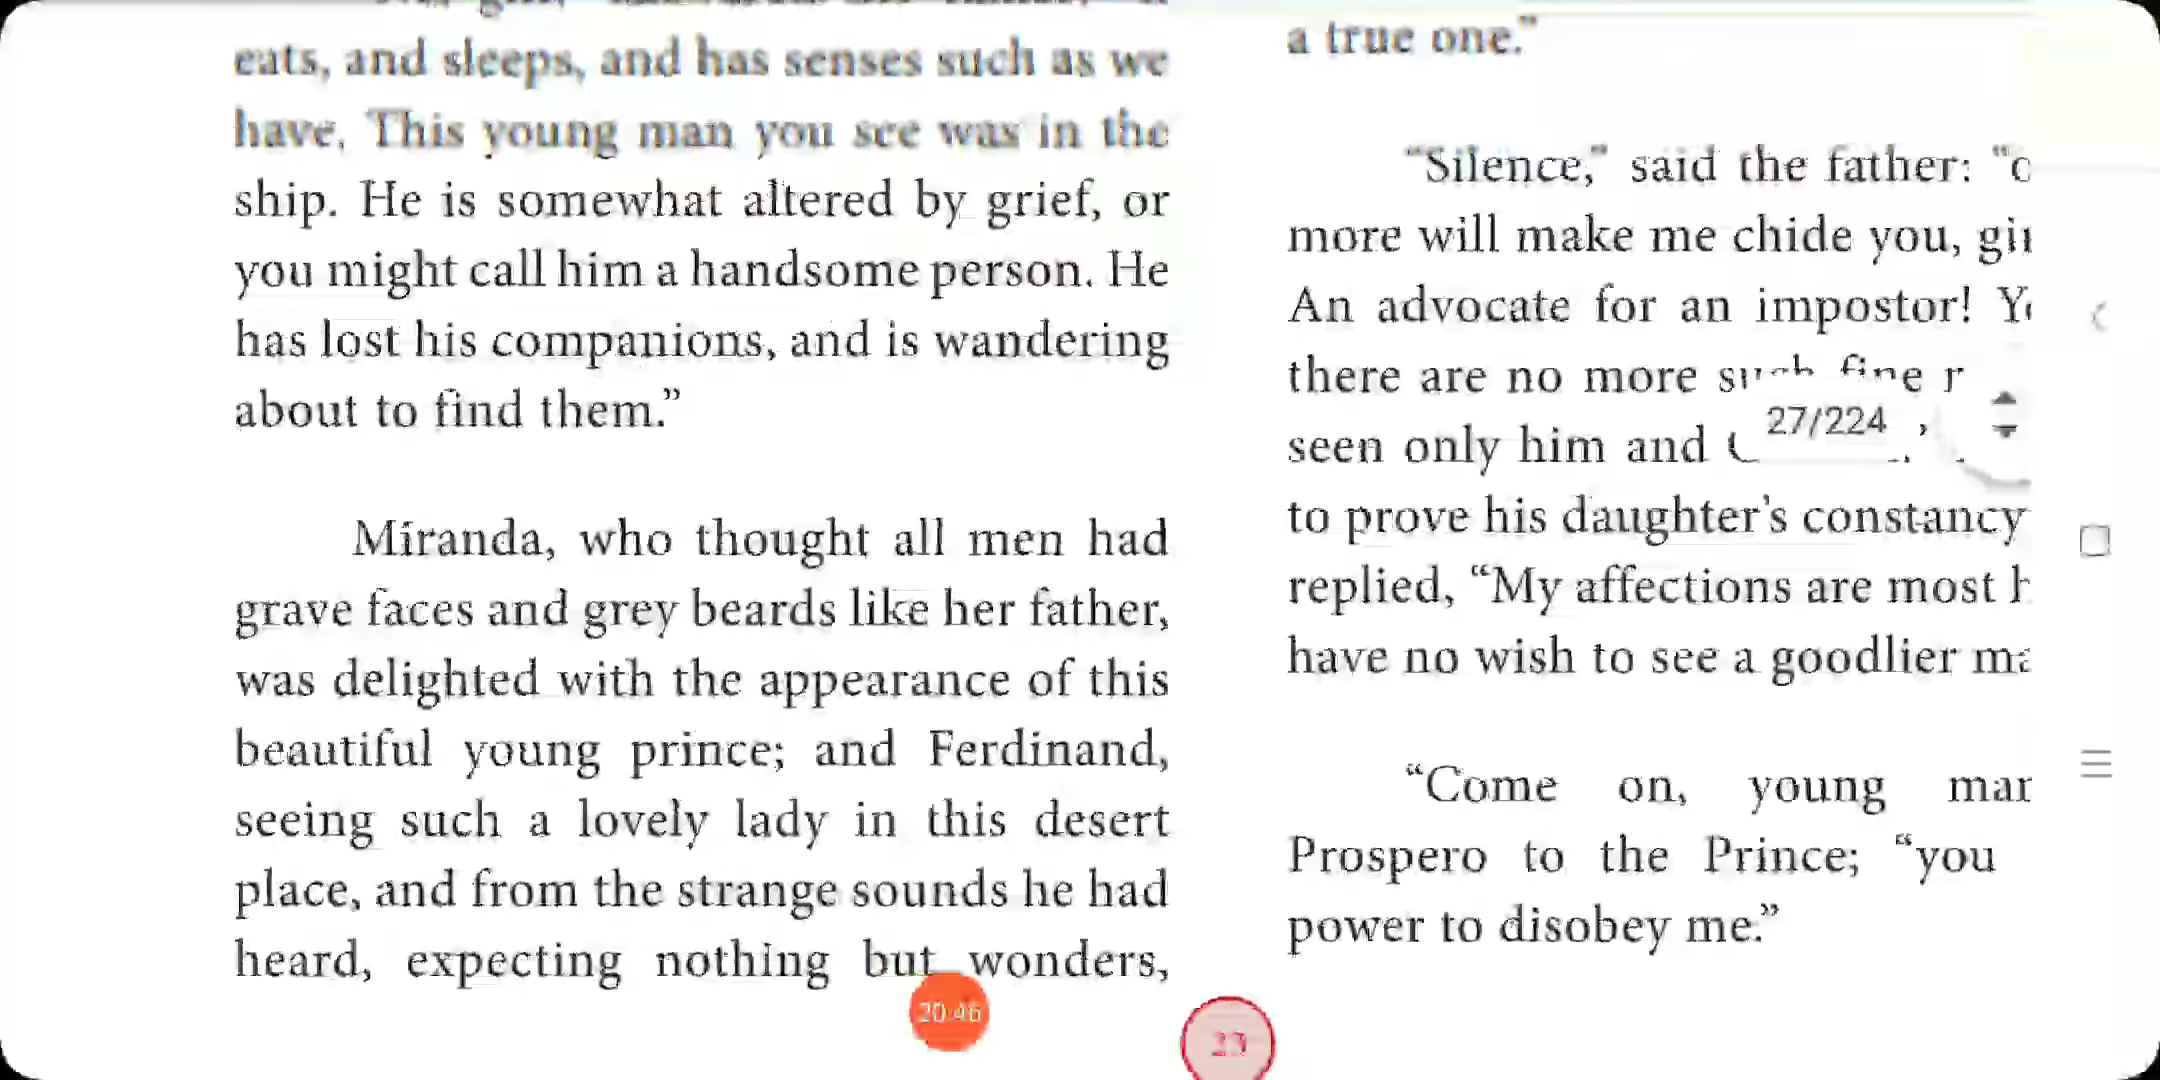 eats, and sleeps, and has senses such as we
have. This young man you see was in the
ship. He is somewhat altered by grief, or
you might call him a handsome person. He
has lost his companions, and is wandering
about to find them.”
Miranda, who thought all men had
grave faces and grey beards like her father,
was delighted with the appearance of this
beautiful young prince; and Ferdinand,
seeing such a lovely lady in this desert
place, and from the strange sounds he had
heard, expecting nothing but wonders,
a true one.”
“Silence,” said the father: “
more will make me chide you,
An advocate for an impostor!
there are no more such fine
seen only him and
to prove his daughter’s constancy
replied, “My affections are most
have no wish to see a goodlier
“Come on, young
Prospero to the Prince; “you
power to disobey me.”
27/224
20:46
23